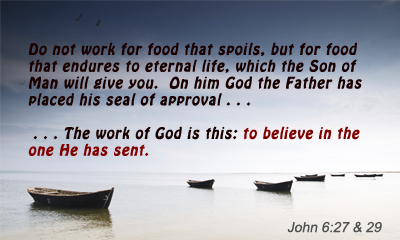 Do not work for food that spoils, but for food
that endures to eternal life, which the Son of
Man will give you. On him God the Father has
placed his seal of approval . . .
. . . The work of God is this: to believe in the
one He has sent.
John 6:27 & 29